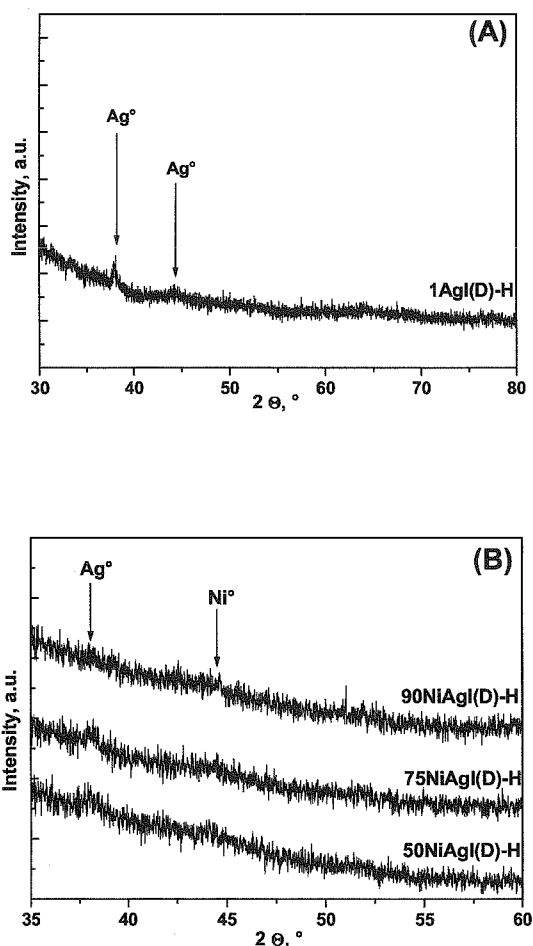 (A)
Ag°
Ag°
Intensity, a.u.
1AgI(D)-H
30 40 50 60 70 80
2 Θ, °
(B)
Ag°
Ni°
Intensity, a.u.
90NiAgI(D)-H
75NiAgI(D)-H
50NiAgI(D)-H
35 40 45 50 55 60
2 Θ, °